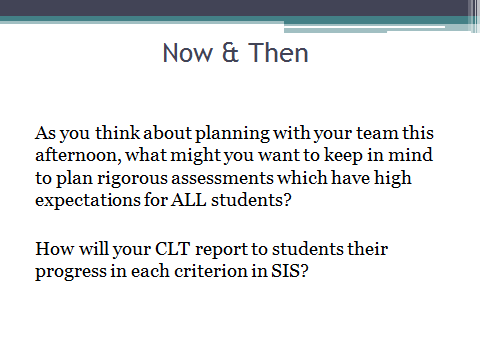 Now & Then
As you think about planning with your team this
afternoon, what might you want to keep in mind
to plan rigorous assessments which have high
expectations for ALL students?
How will your CLT report to students their
progress in each criterion in SIS?